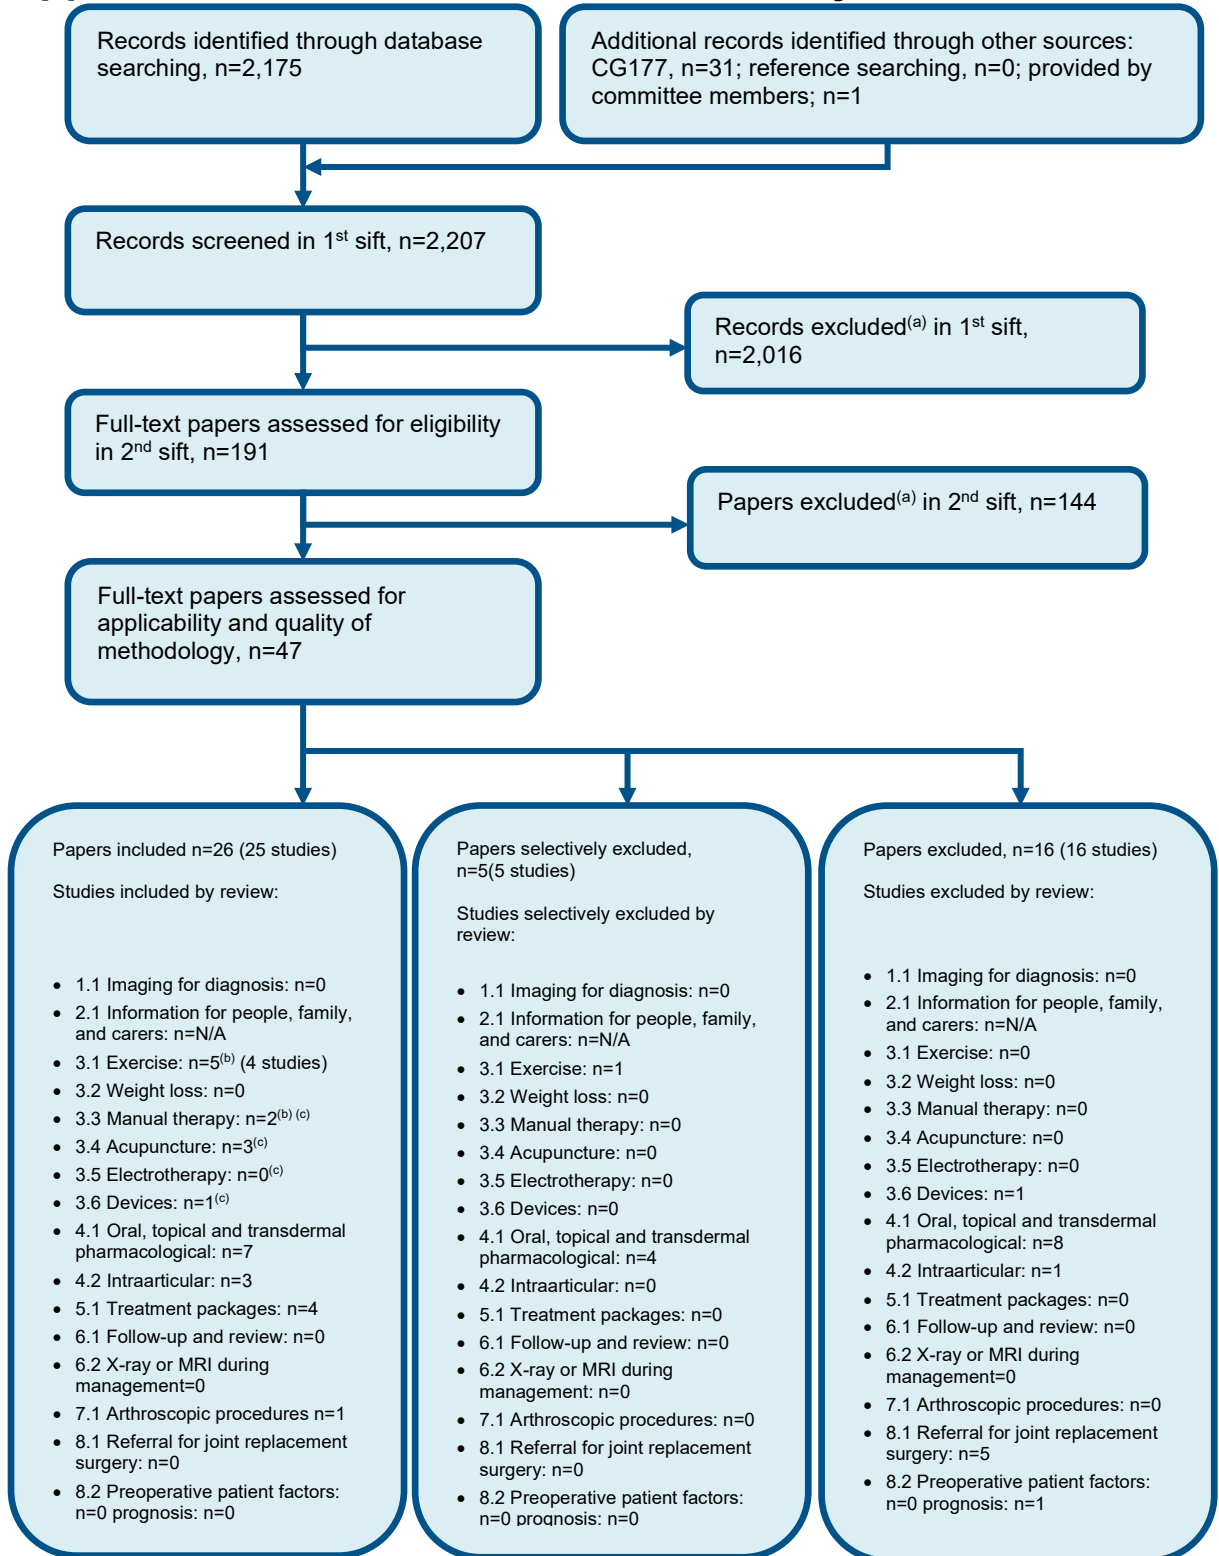 Records identified through database
searching, n=2,175
Additional records identified through other sources:
CG177, n=31; reference searching, n=0; provided by
committee members; n=1
Records screened in 1st sift, n=2,207
Records excluded(a) in 1st sift,
n=2,016
Full-text papers assessed for eligibility
in 2nd sift, n=191
Papers excluded(a) in 2nd sift, n=144
Full-text papers assessed for
applicability and quality of
methodology, n=47
Papers included n=26 (25 studies)
Studies included by review:
• 1.1 Imaging for diagnosis: n=0
• 2.1 Information for people, family,
and carers: n=N/A
• 3.1 Exercise: n=5(b) (4 studies)
• 3.2 Weight loss: n=0
• 3.3 Manual therapy: n=2(b) (c)
• 3.4 Acupuncture: n=3(c)
• 3.5 Electrotherapy: n=0(c)
• 3.6 Devices: n=1(c)
• 4.1 Oral, topical and transdermal
pharmacological: n=7
• 4.2 Intraarticular: n=3
• 5.1 Treatment packages: n=4
• 6.1 Follow-up and review: n=0
• 6.2 X-ray or MRI during
management=0
• 7.1 Arthroscopic procedures n=1
• 8.1 Referral for joint replacement
surgery: n=0
• 8.2 Preoperative patient factors:
n=0 prognosis: n=0
Papers selectively excluded,
n=5(5 studies)
Studies selectively excluded by
review:
• 1.1 Imaging for diagnosis: n=0
• 2.1 Information for people, family,
and carers: n=N/A
• 3.1 Exercise: n=1
• 3.2 Weight loss: n=0
• 3.3 Manual therapy: n=0
• 3.4 Acupuncture: n=0
• 3.5 Electrotherapy: n=0
• 3.6 Devices: n=0
• 4.1 Oral, topical and transdermal
pharmacological: n=4
• 4.2 Intraarticular: n=0
• 5.1 Treatment packages: n=0
• 6.1 Follow-up and review: n=0
• 6.2 X-ray or MRI during
management: n=0
• 7.1 Arthroscopic procedures: n=0
• 8.1 Referral for joint replacement
surgery: n=0
• 8.2 Preoperative patient factors:
n=0 prognosis: n=0
Papers excluded, n=16 (16 studies)
Studies excluded by review:
• 1.1 Imaging for diagnosis: n=0
• 2.1 Information for people, family,
and carers: n=N/A
• 3.1 Exercise: n=0
• 3.2 Weight loss: n=0
• 3.3 Manual therapy: n=0
• 3.4 Acupuncture: n=0
• 3.5 Electrotherapy: n=0
• 3.6 Devices: n=1
• 4.1 Oral, topical and transdermal
pharmacological: n=8
• 4.2 Intraarticular: n=1
• 5.1 Treatment packages: n=0
• 6.1 Follow-up and review: n=0
• 6.2 X-ray or MRI during
management=0
• 7.1 Arthroscopic procedures: n=0
• 8.1 Referral for joint replacement
surgery: n=5
• 8.2 Preoperative patient factors:
n=0 prognosis: n=1